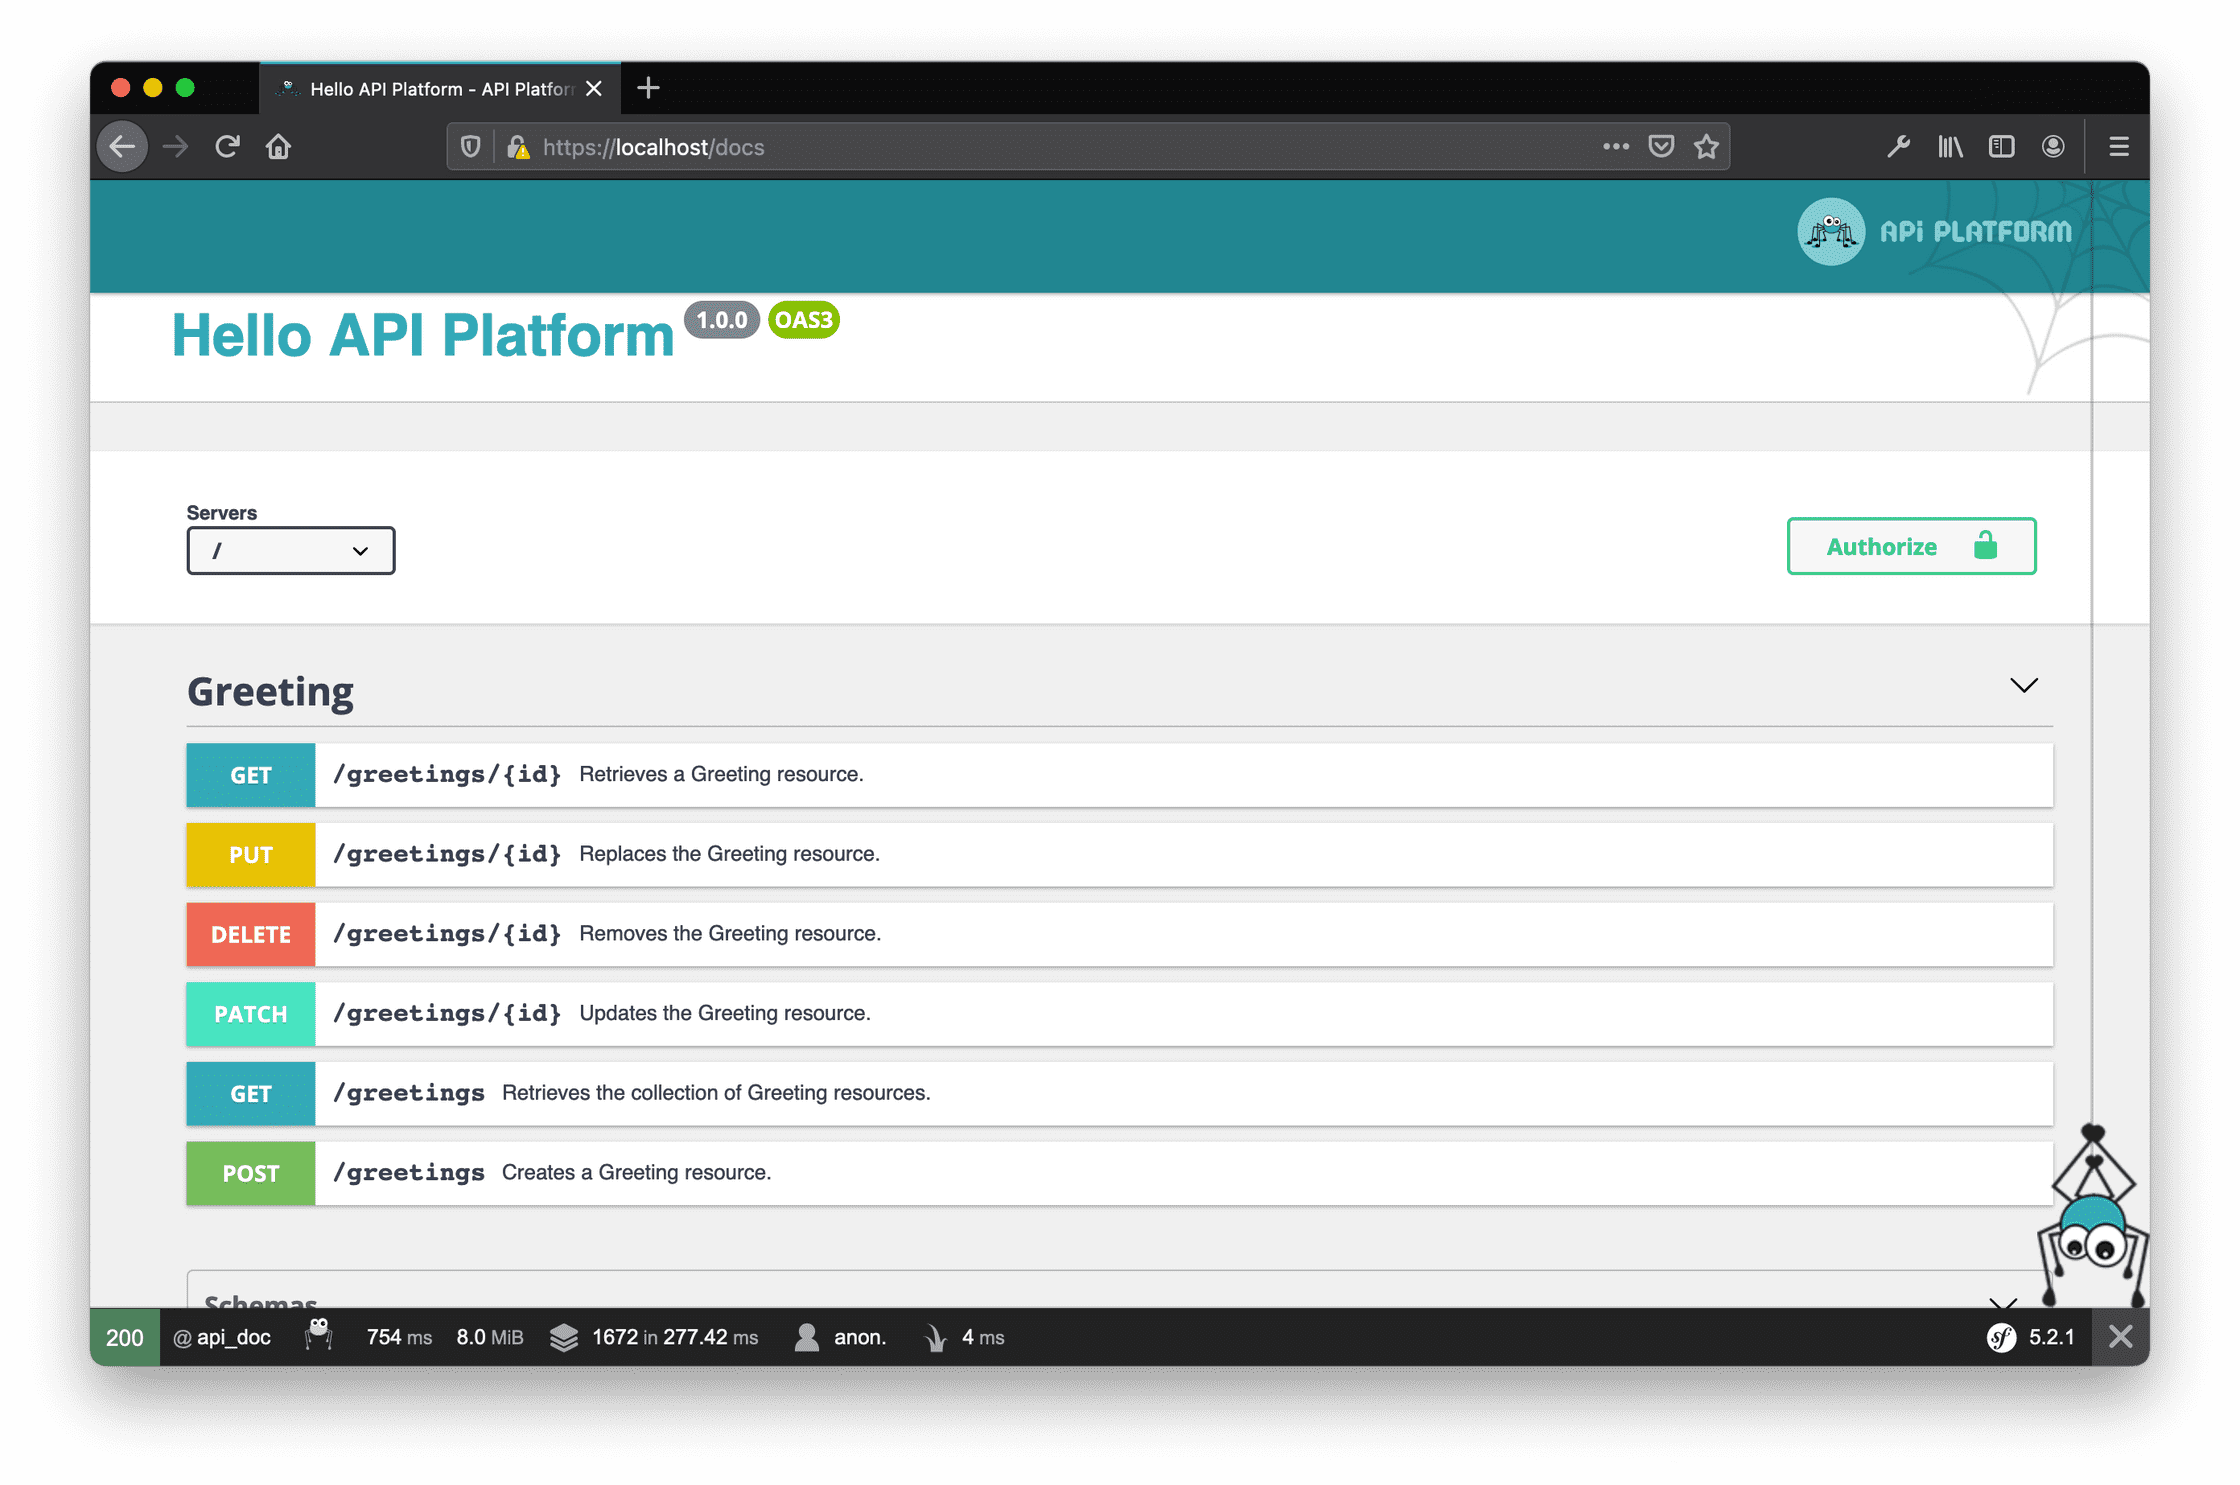 Hello API Platform - API Platfor
https://localhost/docs
API PLATFORM
Hello API Platform 1.0.0 OAS3
Servers
/
Authorize
Greeting
GET /greetings/{id} Retrieves a Greeting resource.
PUT /greetings/{id} Replaces the Greeting resource.
DELETE /greetings/{id} Removes the Greeting resource.
PATCH /greetings/{id} Updates the Greeting resource.
GET /greetings Retrieves the collection of Greeting resources.
POST /greetings Creates a Greeting resource.
Schemas
200 @ api_doc 754 ms 8.0 MiB 1672 in 277.42 ms anon. 4 ms sf 5.2.1